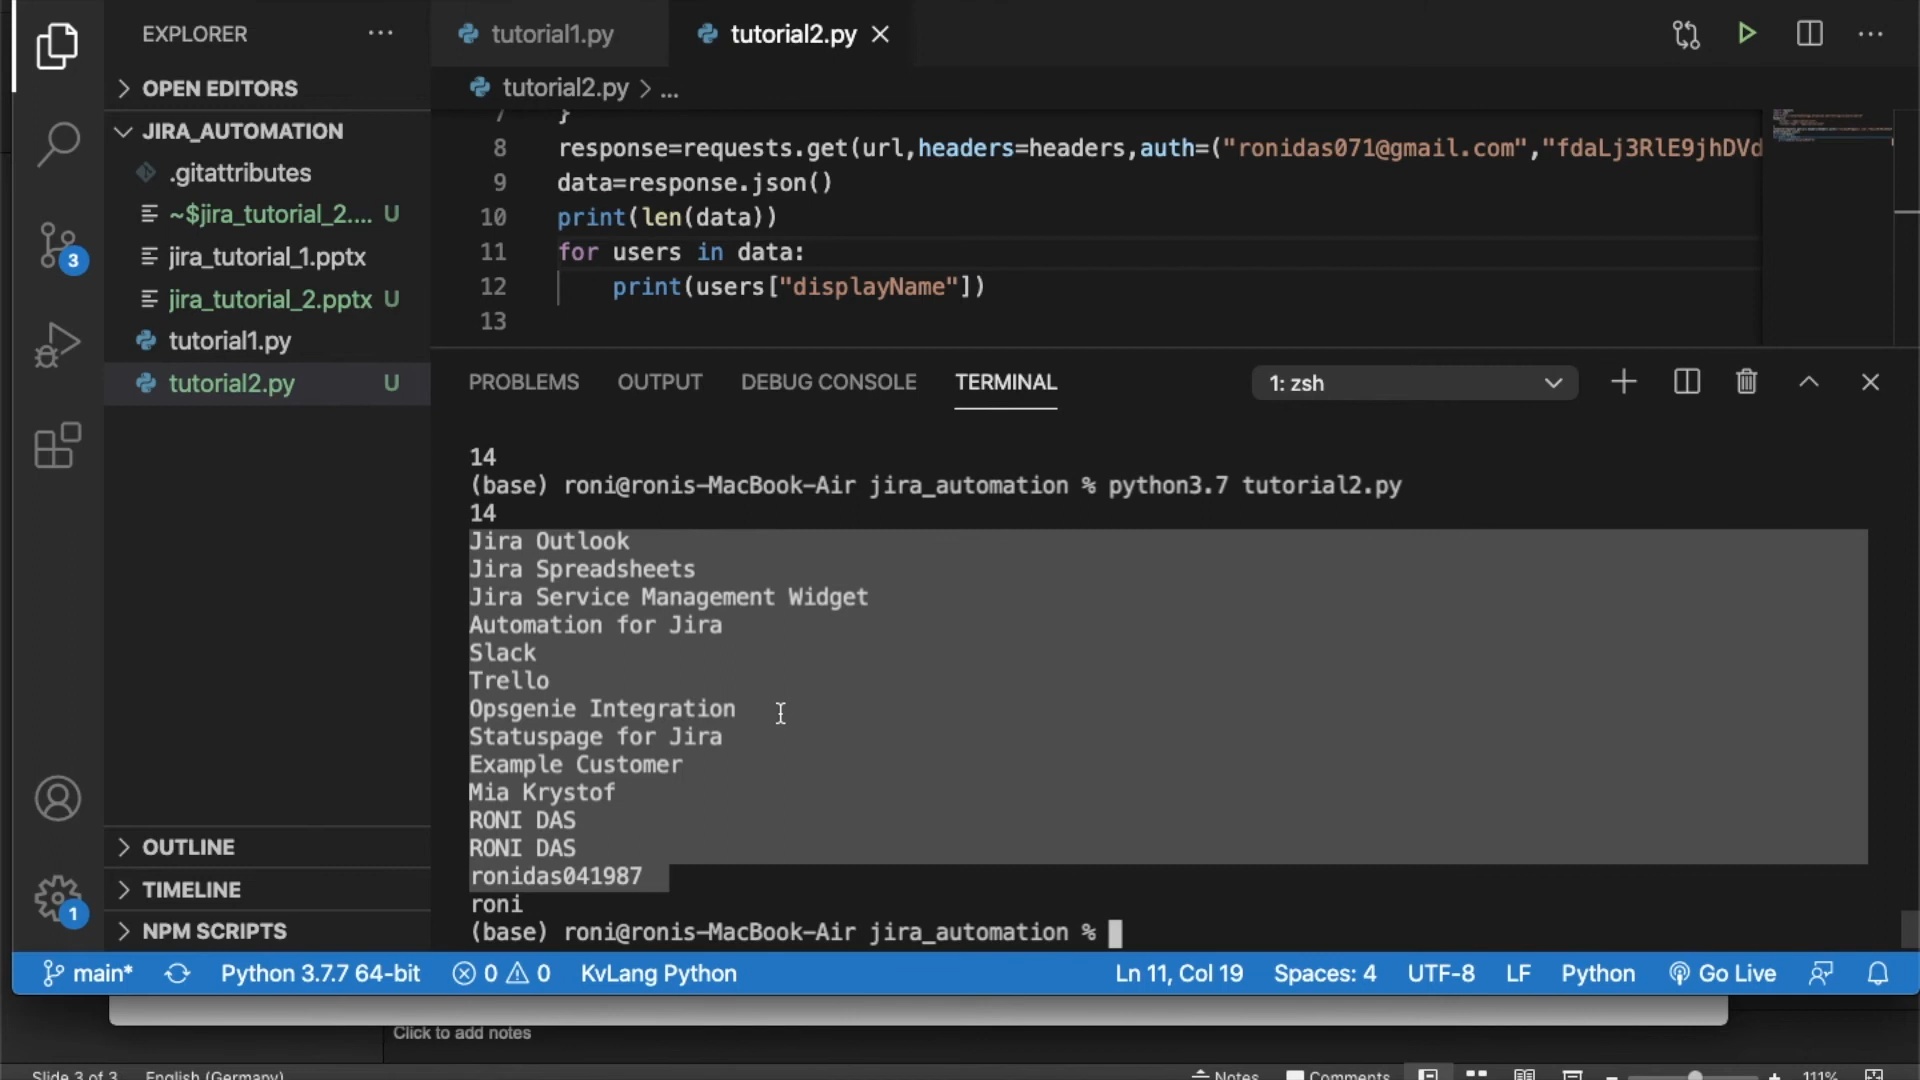 EXPLORER
tutorial1.py
tutorial2.py
OPEN EDITORS
tutorial2.py > ...
JIRA_AUTOMATION
.gitattributes
~$jira_tutorial_2.... U
jira_tutorial_1.pptx
jira_tutorial_2.pptx U
tutorial1.py
tutorial2.py U
7 }
8 response=requests.get(url,headers=headers,auth=("ronidas071@gmail.com","fdaLj3RlE9jhDVd
9 data=response.json()
10 print(len(data))
11 for users in data:
12 print(users["displayName"])
13
PROBLEMS OUTPUT DEBUG CONSOLE TERMINAL 1: zsh
14
(base) roni@ronis-MacBook-Air jira_automation % python3.7 tutorial2.py
14
Jira Outlook
Jira Spreadsheets
Jira Service Management Widget
Automation for Jira
Slack
Trello
Opsgenie Integration
Statuspage for Jira
Example Customer
Mia Krystof
RONI DAS
RONI DAS
ronidas041987
roni
(base) roni@ronis-MacBook-Air jira_automation %
3
1
OUTLINE
TIMELINE
NPM SCRIPTS
main* Python 3.7.7 64-bit 0 0 KvLang Python Ln 11, Col 19 Spaces: 4 UTF-8 LF Python Go Live
Click to add notes
Slide 3 of 3 English (Germany) Notes Comments 111%